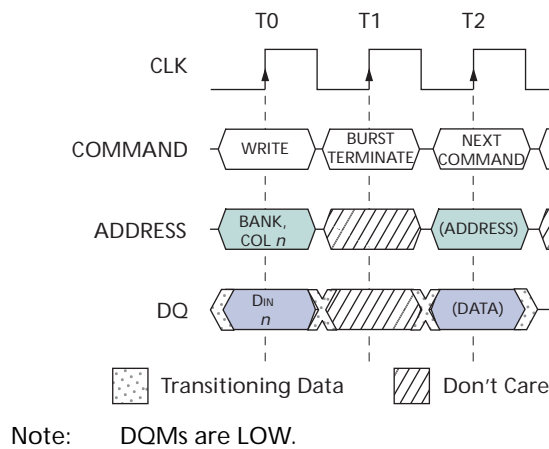 T0 T1 T2
CLK
COMMAND WRITE BURST TERMINATE NEXT COMMAND
ADDRESS BANK, COL n (ADDRESS)
DQ DIN n (DATA)
Transitioning Data Don't Care
Note: DQMs are LOW.